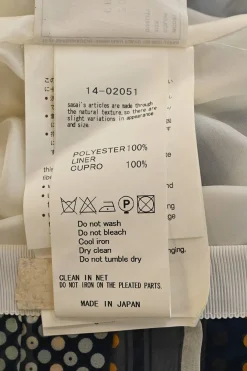 14-02051
sacai's articles are made through
the natural texture, so there are
slight variations in appearance
and size.
POLYESTER100%
LINER
CUPRO 100%
Do not wash
Do not bleach
Cool iron
Dry clean
Do not tumble dry
CLEAN IN NET
DO NOT IRON ON THE PLEATED PARTS.
MADE IN JAPAN